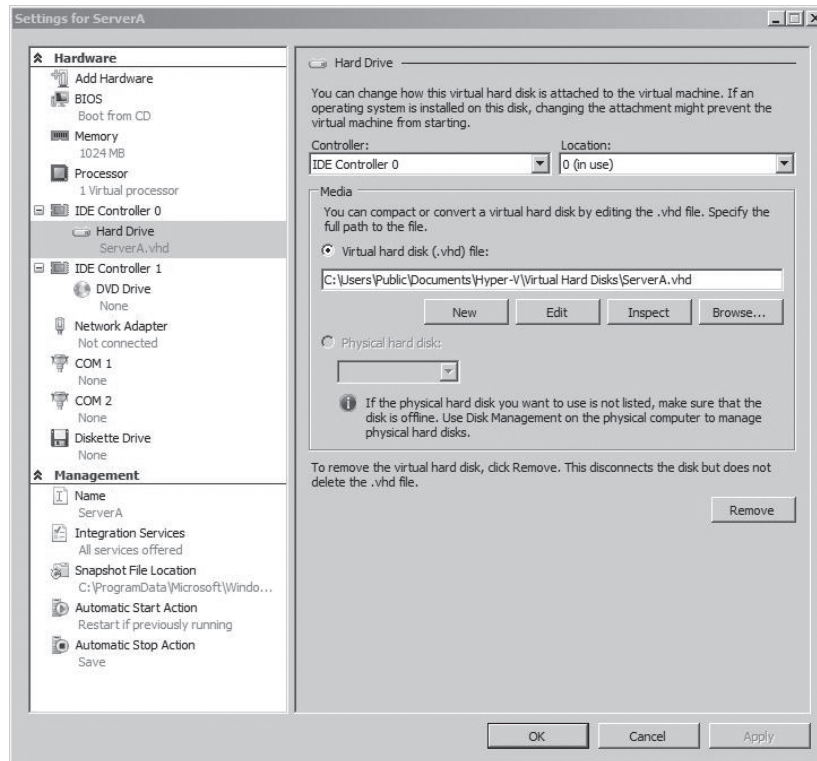 Settings for ServerA
Hardware
Add Hardware
BIOS
Boot from CD
Memory
1024 MB
Processor
1 Virtual processor
IDE Controller 0
Hard Drive
ServerA.vhd
IDE Controller 1
DVD Drive
None
Network Adapter
Not connected
COM 1
None
COM 2
None
Diskette Drive
None
Management
Name
ServerA
Integration Services
All services offered
Snapshot File Location
C:\ProgramData\Microsoft\Windo...
Automatic Start Action
Restart if previously running
Automatic Stop Action
Save
Hard Drive
You can change how this virtual hard disk is attached to the virtual machine. If an
operating system is installed on this disk, changing the attachment might prevent the
virtual machine from starting.
Controller:
Location:
IDE Controller 0
0 (in use)
Media
You can compact or convert a virtual hard disk by editing the .vhd file. Specify the
full path to the file.
Virtual hard disk (.vhd) file:
C:\Users\Public\Documents\Hyper-V\Virtual Hard Disks\ServerA.vhd
New
Edit
Inspect
Browse...
Physical hard disk:
If the physical hard disk you want to use is not listed, make sure that the
disk is offline. Use Disk Management on the physical computer to manage
physical hard disks.
To remove the virtual hard disk, click Remove. This disconnects the disk but does not
delete the .vhd file.
Remove
OK
Cancel
Apply